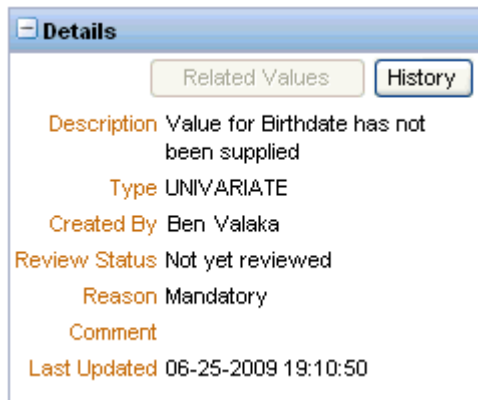 Details
Related Values History
Description Value for Birthdate has not
been supplied
Type UNIVARIATE
Created By Ben Valaka
Review Status Not yet reviewed
Reason Mandatory
Comment
Last Updated 06-25-2009 19:10:50